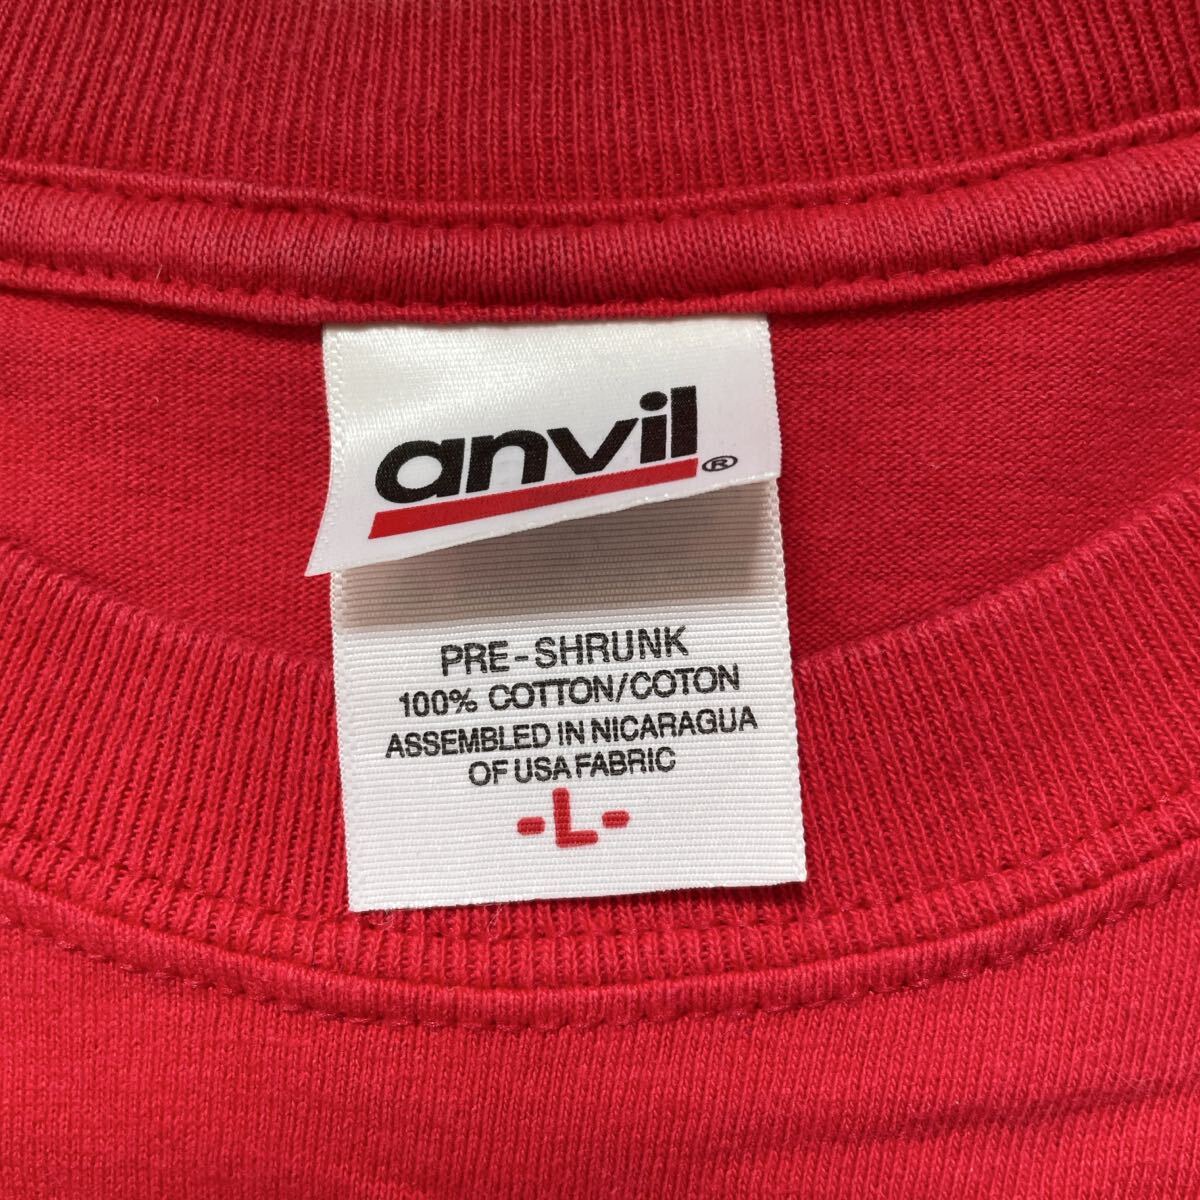 anvil®
PRE-SHRUNK
100% COTTON/COTON
ASSEMBLED IN NICARAGUA
OF USA FABRIC
-L-